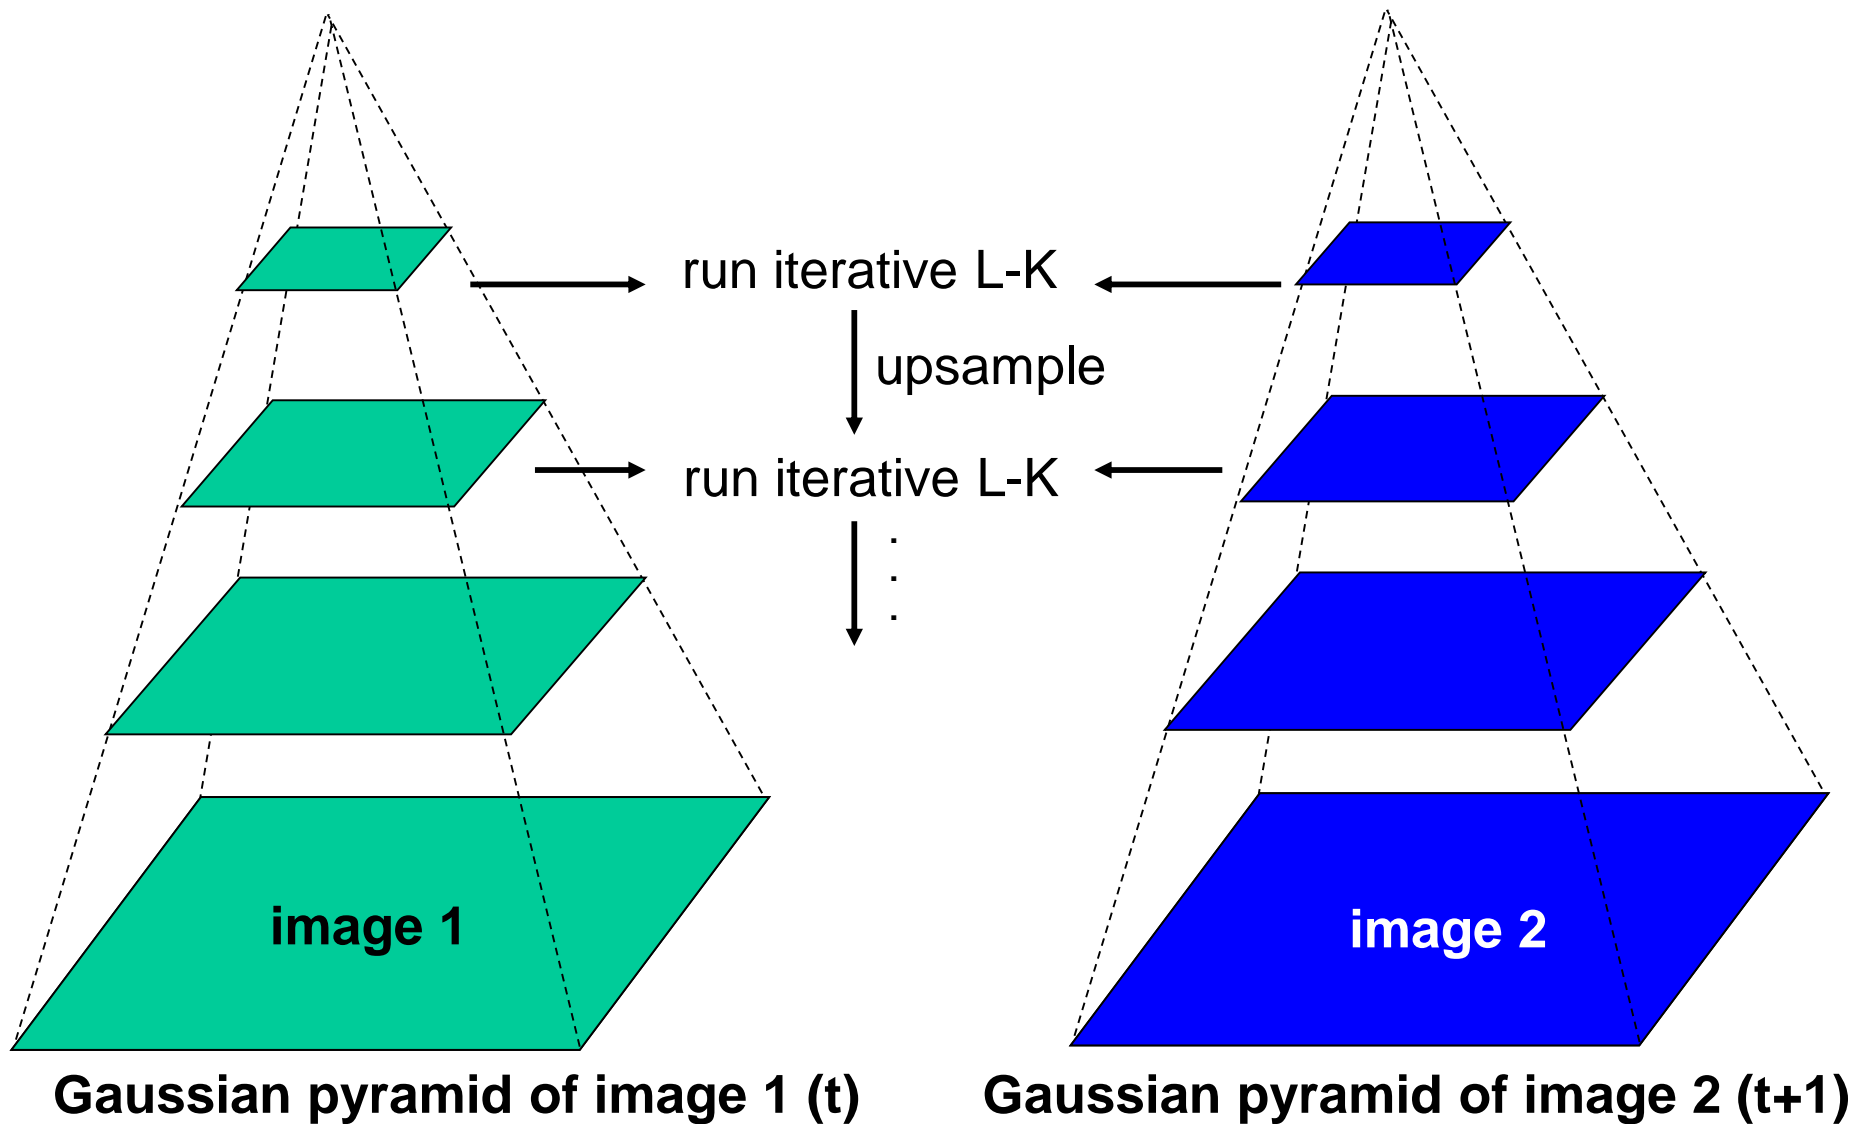 run iterative L-K
upsample
run iterative L-K
.
.
.
image 1
image 2
Gaussian pyramid of image 1 (t)
Gaussian pyramid of image 2 (t+1)